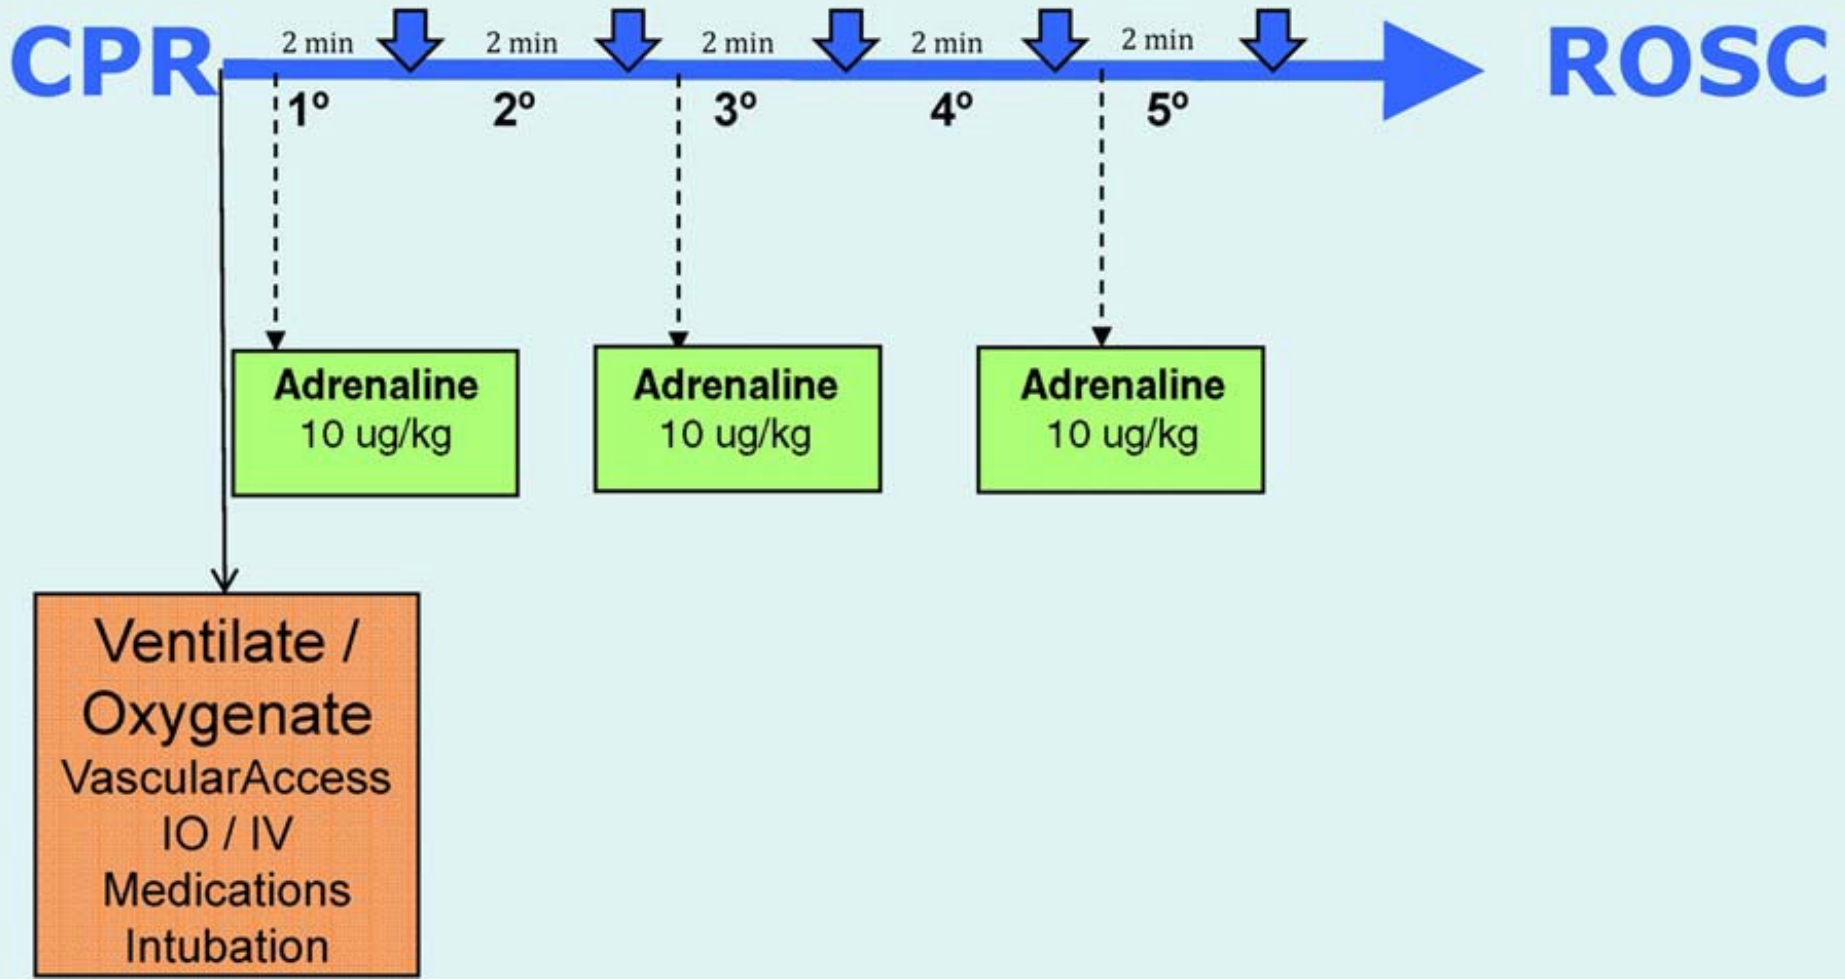 CPR
2 min
2 min
2 min
2 min
2 min
ROSC
1º
2º
3º
4º
5º
Adrenaline
10 ug/kg
Adrenaline
10 ug/kg
Adrenaline
10 ug/kg
Ventilate /
Oxygenate
VascularAccess
IO / IV
Medications
Intubation